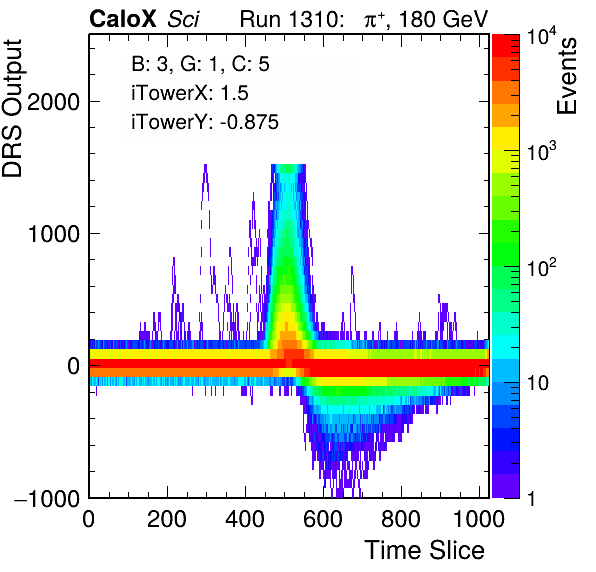 CaloX Sci Run 1310: π⁺, 180 GeV
B: 3, G: 1, C: 5
iTowerX: 1.5
iTowerY: -0.875
DRS Output
2000
1000
0
−1000
0 200 400 600 800 1000
Time Slice
Events
10⁴
10³
10²
10
1